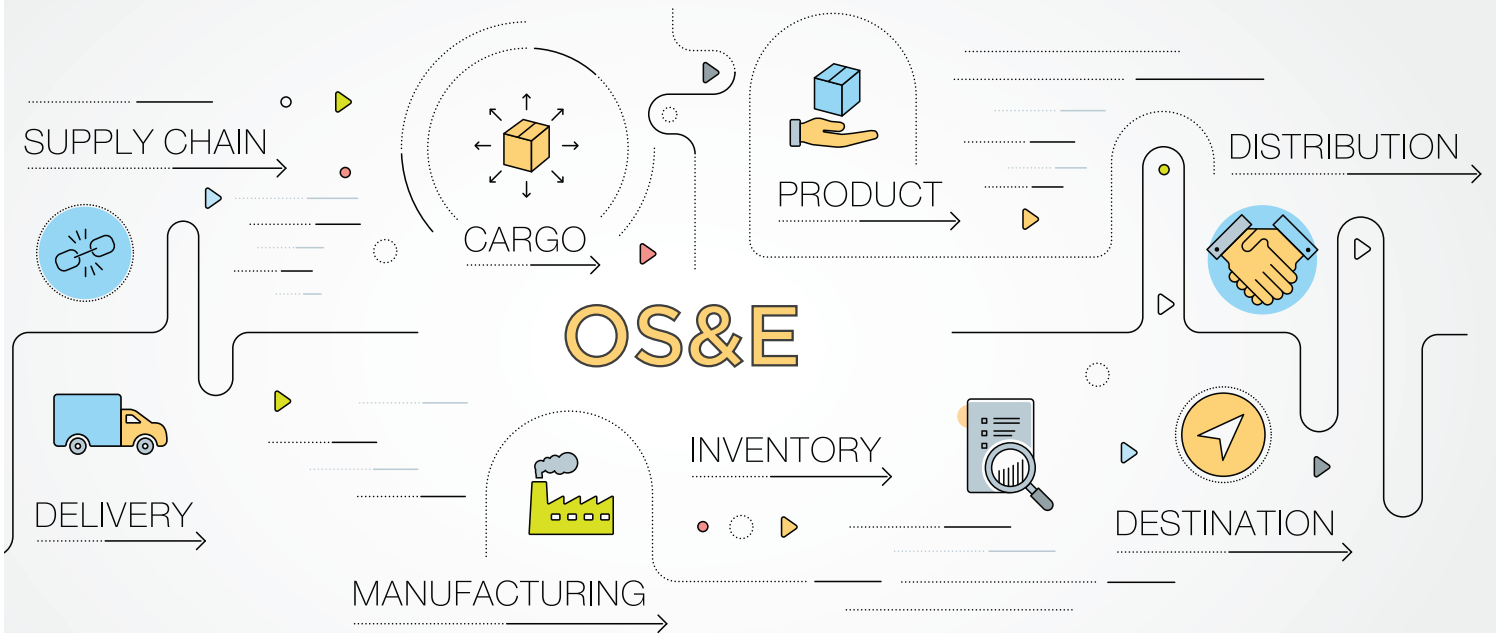 SUPPLY CHAIN
CARGO
PRODUCT
DISTRIBUTION
OS&E
DELIVERY
MANUFACTURING
INVENTORY
DESTINATION